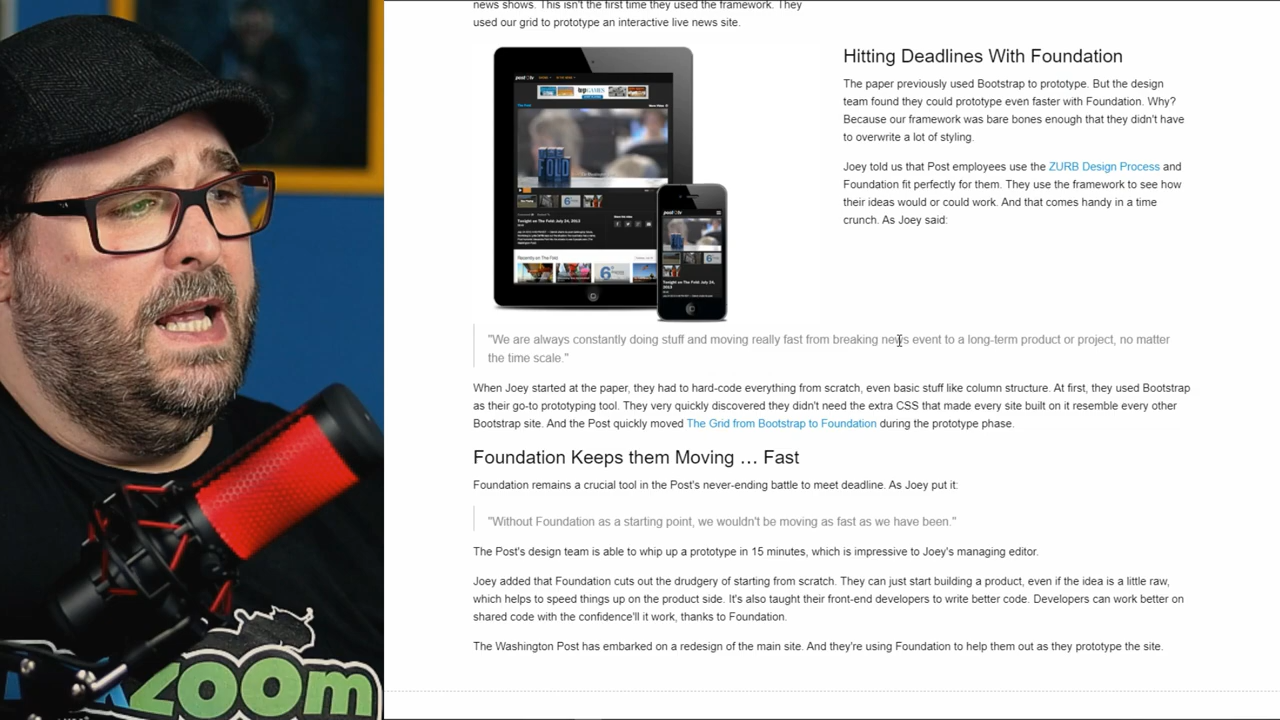 news shows. This isn't the first time they used the framework. They
used our grid to prototype an interactive live news site.
Hitting Deadlines With Foundation
The paper previously used Bootstrap to prototype. But the design
team found they could prototype even faster with Foundation. Why?
Because our framework was bare bones enough that they didn't have
to overwrite a lot of styling.
Joey told us that Post employees use the ZURB Design Process and
Foundation fit perfectly for them. They use the framework to see how
their ideas would or could work. And that comes handy in a time
crunch. As Joey said:
FOLD
Tonight on The Fold July 24, 2013
Recently on The Fold
"We are always constantly doing stuff and moving really fast from breaking news event to a long-term product or project, no matter
the time scale."
When Joey started at the paper, they had to hard-code everything from scratch, even basic stuff like column structure. At first, they used Bootstrap
as their go-to prototyping tool. They very quickly discovered they didn't need the extra CSS that made every site built on it resemble every other
Bootstrap site. And the Post quickly moved The Grid from Bootstrap to Foundation during the prototype phase.
Foundation Keeps them Moving … Fast
Foundation remains a crucial tool in the Post's never-ending battle to meet deadline. As Joey put it:
"Without Foundation as a starting point, we wouldn't be moving as fast as we have been."
The Post's design team is able to whip up a prototype in 15 minutes, which is impressive to Joey's managing editor.
Joey added that Foundation cuts out the drudgery of starting from scratch. They can just start building a product, even if the idea is a little raw,
which helps to speed things up on the product side. It's also taught their front-end developers to write better code. Developers can work better on
shared code with the confidence'll it work, thanks to Foundation.
The Washington Post has embarked on a redesign of the main site. And they're using Foundation to help them out as they prototype the site.
zoom